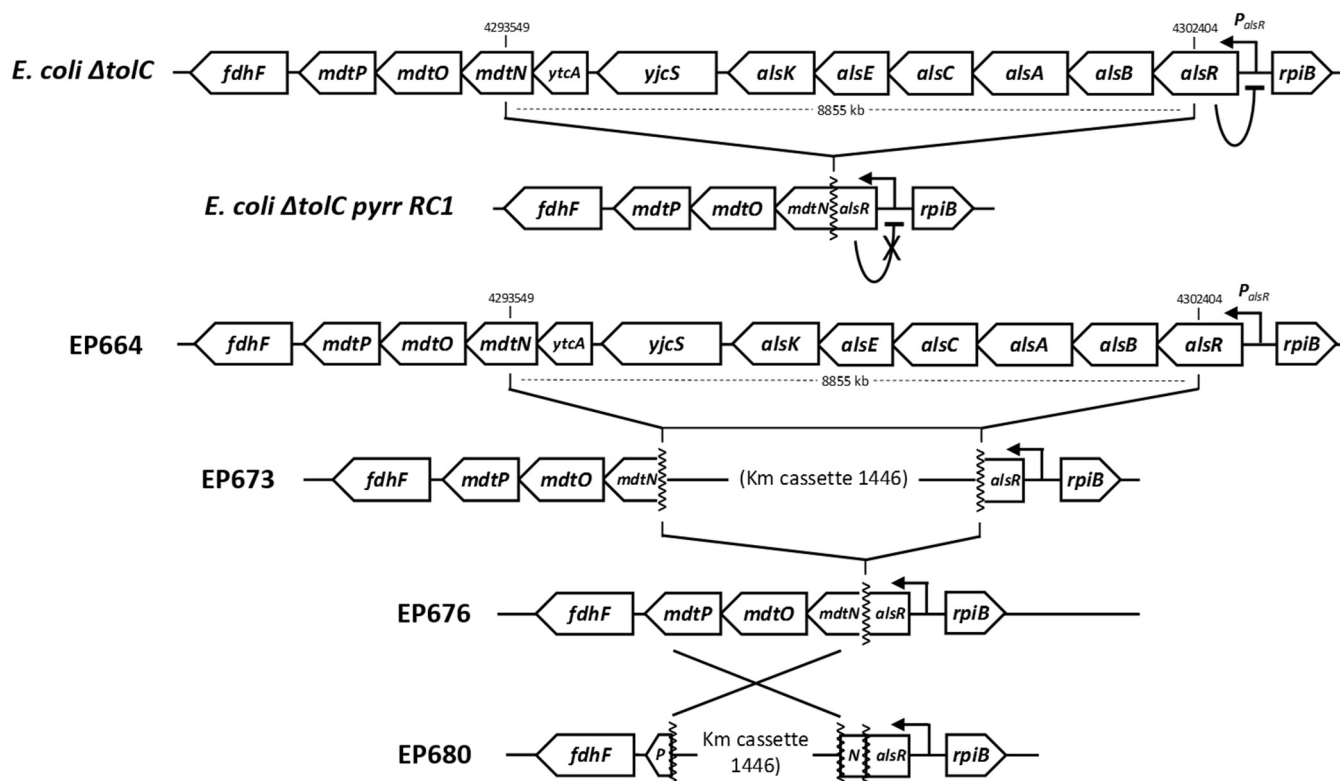 4293549 4302404 PalsR
E. coli ΔtolC fdhF mdtP mdtO mdtN ytcA yjcS alsK alsE alsC alsA alsB alsR rpiB
8855 kb
E. coli ΔtolC pyrr RC1 fdhF mdtP mdtO mdtN alsR rpiB
X
4293549 4302404 PalsR
EP664 fdhF mdtP mdtO mdtN ytcA yjcS alsK alsE alsC alsA alsB alsR rpiB
8855 kb
EP673 fdhF mdtP mdtO mdtN (Km cassette 1446) alsR rpiB
EP676 fdhF mdtP mdtO mdtN alsR rpiB
EP680 fdhF P Km cassette N alsR rpiB
1446)